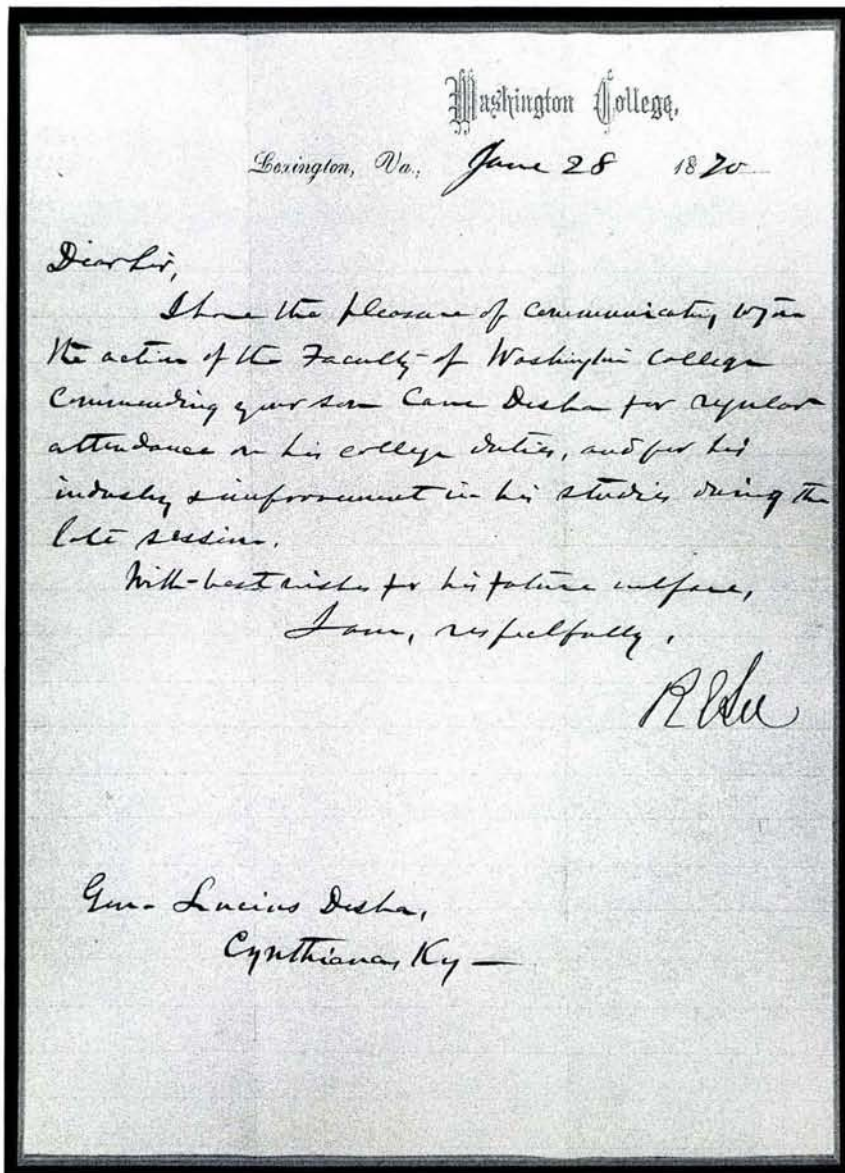 Washington College,
Lexington, Va., June 28 1870
Dear Sir,
I have the pleasure of communicating to you
the action of the Faculty of Washington College
Commending your son Cave Desha for regular
attendance on his college duties, and for his
industry & improvement in his studies during the
late session.
With best wishes for his future welfare,
I am, respectfully,
R E Lee
Gen. Lucius Desha,
Cynthiana, Ky